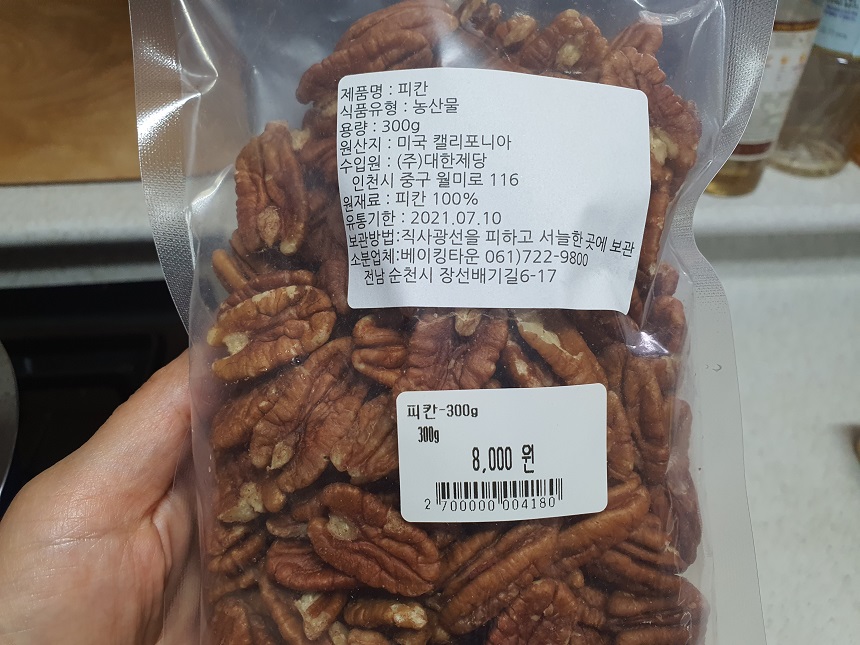 제품명 : 피칸
식품유형 : 농산물
용량 : 300g
원산지 : 미국 캘리포니아
수입원 : (주)대한제당
인천시 중구 월미로 116
원재료 : 피칸 100%
유통기한 : 2021.07.10
보관방법:직사광선을 피하고 서늘한 곳에 보관
소분업체:베이킹타운 061)722-9800
전남 순천시 장선배기길6-17
피칸-300g
300g
8,000 원
2 700000 004180